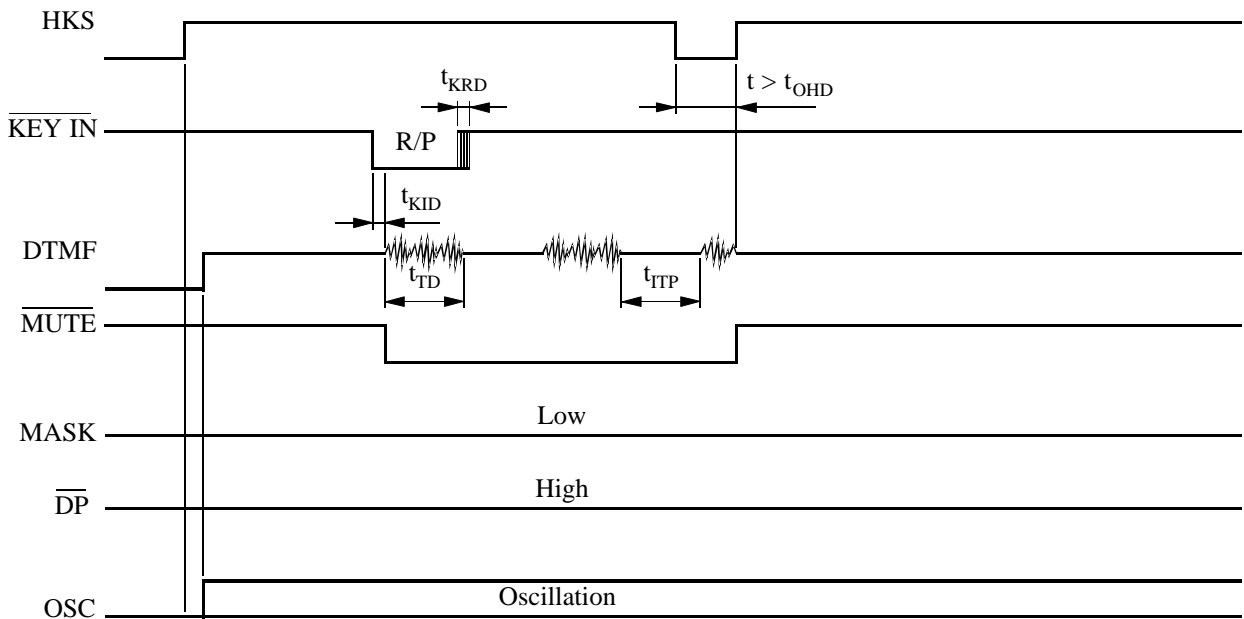 HKS
t_KRD
t > t_OHD
KEY IN
R/P
t_KID
DTMF
t_TD
t_ITP
MUTE
Low
MASK
High
DP
Oscillation
OSC